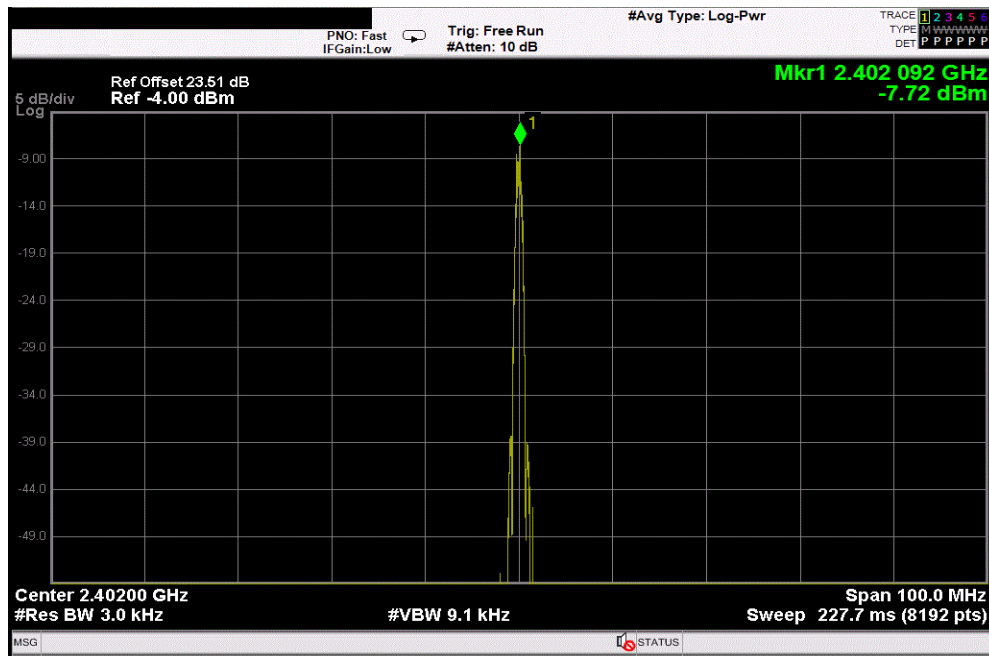 #Avg Type: Log-Pwr
TRACE 1 2 3 4 5 6
PNO: Fast
Trig: Free Run
TYPE M WWWWW
IFGain:Low
#Atten: 10 dB
DET P P P P P P
Mkr1 2.402 092 GHz
-7.72 dBm
Ref Offset 23.51 dB
5 dB/div
Ref -4.00 dBm
Log
1
-9.00
-14.0
-19.0
-24.0
-29.0
-34.0
-39.0
-44.0
-49.0
Center 2.40200 GHz
Span 100.0 MHz
#Res BW 3.0 kHz
#VBW 9.1 kHz
Sweep 227.7 ms (8192 pts)
MSG
STATUS